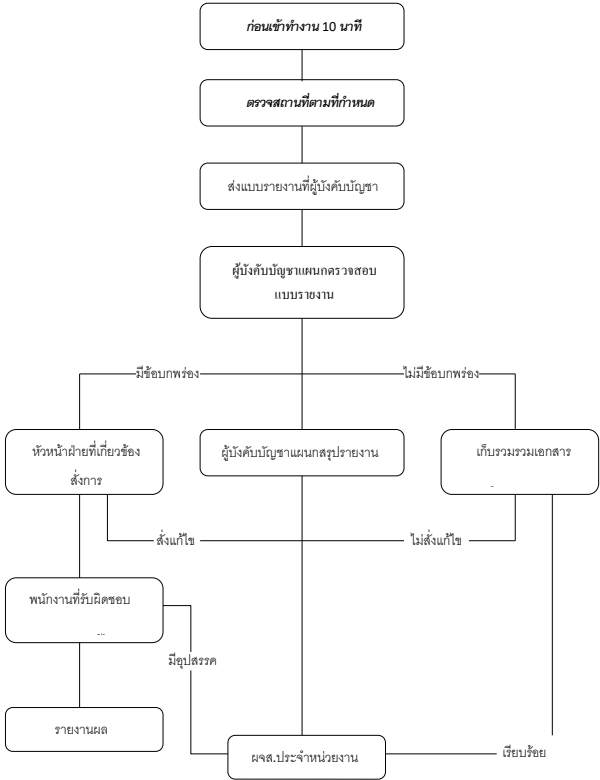 ก่อนเข้าทำงาน 10 นาที
ตรวจสถานที่ตามที่กำหนด
ส่งแบบรายงานที่ผู้บังคับบัญชา
ผู้บังคับบัญชาแผนกตรวจสอบ
แบบรายงาน
มีข้อบกพร่อง
ไม่มีข้อบกพร่อง
หัวหน้าฝ่ายที่เกี่ยวข้อง
สั่งการ
ผู้บังคับบัญชาแผนกสรุปรายงาน
เก็บรวมรวมเอกสาร
สั่งแก้ไข
ไม่สั่งแก้ไข
พนักงานที่รับผิดชอบ
มีอุปสรรค
รายงานผล
ผจส.ประจำหน่วยงาน
เรียบร้อย